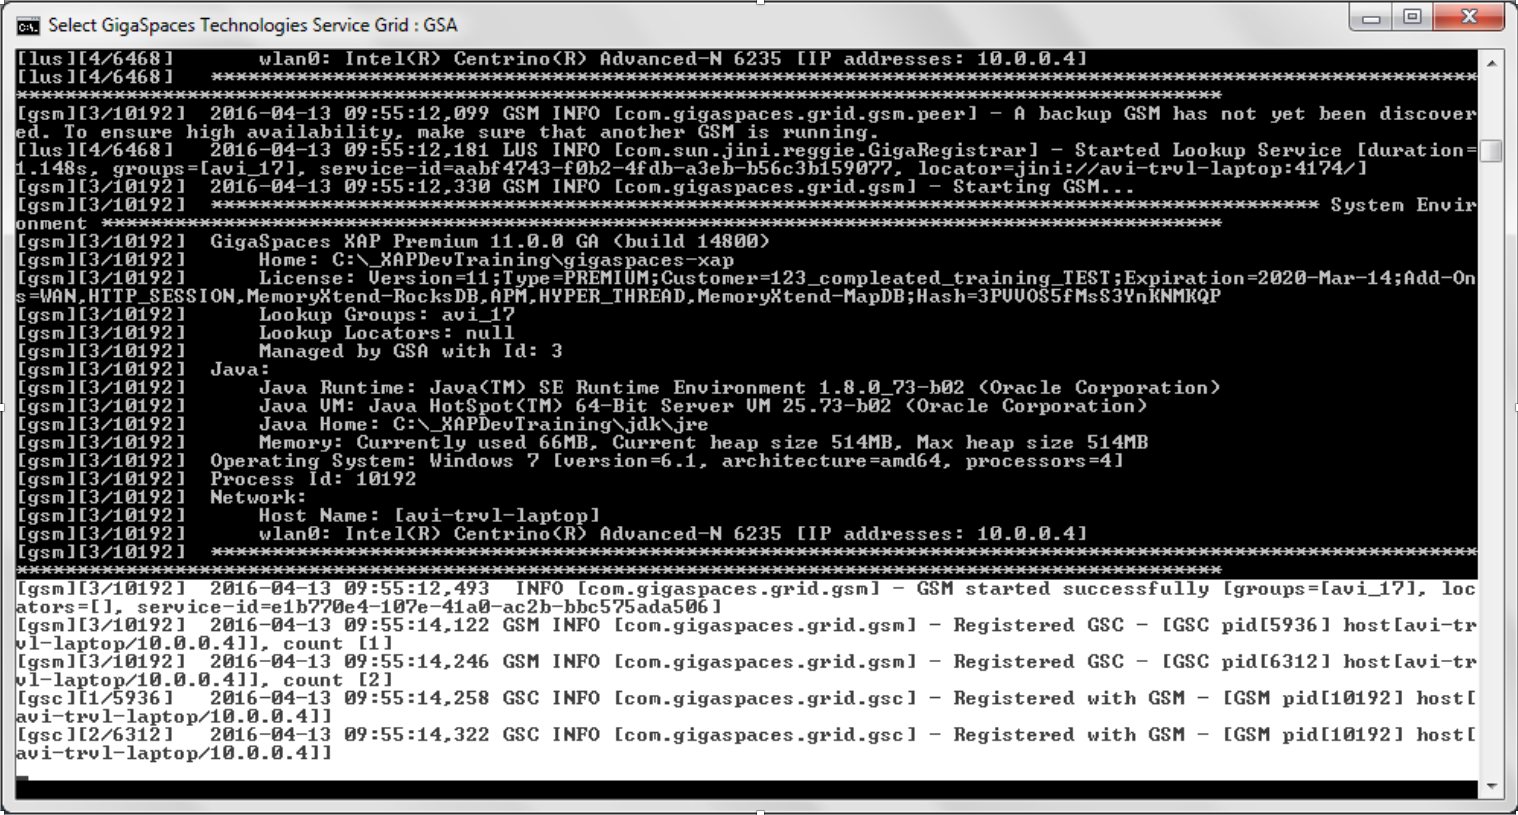 Select GigaSpaces Technologies Service Grid : GSA
[lus][4/6468]       wlan0: Intel(R) Centrino(R) Advanced-N 6235 [IP addresses: 10.0.0.4]
[lus][4/6468]   ********************************************************************************************************
***************************************************************************************************
[gsm][3/10192]  2016-04-13 09:55:12,099 GSM INFO [com.gigaspaces.grid.gsm.peer] - A backup GSM has not yet been discover
ed. To ensure high availability, make sure that another GSM is running.
[lus][4/6468]   2016-04-13 09:55:12,181 LUS INFO [com.sun.jini.reggie.GigaRegistrar] - Started Lookup Service [duration=
1.148s, groups=[avi_17], service-id=aabf4743-f0b2-4fdb-a3eb-b56c3b159077, locator=jini://avi-trvl-laptop:4174/]
[gsm][3/10192]  2016-04-13 09:55:12,330 GSM INFO [com.gigaspaces.grid.gsm] - Starting GSM...
[gsm][3/10192]  ******************************************************************************************* System Envir
onment ********************************************************************************************
[gsm][3/10192]  GigaSpaces XAP Premium 11.0.0 GA (build 14800)
[gsm][3/10192]      Home: C:\_XAPDevTraining\gigaspaces-xap
[gsm][3/10192]      License: Version=11;Type=PREMIUM;Customer=123_compleated_training_TEST;Expiration=2020-Mar-14;Add-On
s=WAN,HTTP_SESSION,MemoryXtend-RocksDB,APM,HYPER_THREAD,MemoryXtend-MapDB;Hash=3PVVOS5fMsS3YnKNMKQP
[gsm][3/10192]      Lookup Groups: avi_17
[gsm][3/10192]      Lookup Locators: null
[gsm][3/10192]      Managed by GSA with Id: 3
[gsm][3/10192]  Java:
[gsm][3/10192]      Java Runtime: Java(TM) SE Runtime Environment 1.8.0_73-b02 (Oracle Corporation)
[gsm][3/10192]      Java VM: Java HotSpot(TM) 64-Bit Server VM 25.73-b02 (Oracle Corporation)
[gsm][3/10192]      Java Home: C:\_XAPDevTraining\jdk\jre
[gsm][3/10192]      Memory: Currently used 66MB, Current heap size 514MB, Max heap size 514MB
[gsm][3/10192]  Operating System: Windows 7 [version=6.1, architecture=amd64, processors=4]
[gsm][3/10192]  Process Id: 10192
[gsm][3/10192]  Network:
[gsm][3/10192]      Host Name: [avi-trvl-laptop]
[gsm][3/10192]      wlan0: Intel(R) Centrino(R) Advanced-N 6235 [IP addresses: 10.0.0.4]
[gsm][3/10192]  ********************************************************************************************************
***************************************************************************************************
[gsm][3/10192]  2016-04-13 09:55:12,493  INFO [com.gigaspaces.grid.gsm] - GSM started successfully [groups=[avi_17], loc
ators=[], service-id=e1b770e4-107e-41a0-ac2b-bbc575ada506]
[gsm][3/10192]  2016-04-13 09:55:14,122 GSM INFO [com.gigaspaces.grid.gsm] - Registered GSC - [GSC pid[5936] host[avi-tr
vl-laptop/10.0.0.4]], count [1]
[gsm][3/10192]  2016-04-13 09:55:14,246 GSM INFO [com.gigaspaces.grid.gsm] - Registered GSC - [GSC pid[6312] host[avi-tr
vl-laptop/10.0.0.4]], count [2]
[gsc][1/5936]   2016-04-13 09:55:14,258 GSC INFO [com.gigaspaces.grid.gsc] - Registered with GSM - [GSM pid[10192] host[
avi-trvl-laptop/10.0.0.4]]
[gsc][2/6312]   2016-04-13 09:55:14,322 GSC INFO [com.gigaspaces.grid.gsc] - Registered with GSM - [GSM pid[10192] host[
avi-trvl-laptop/10.0.0.4]]